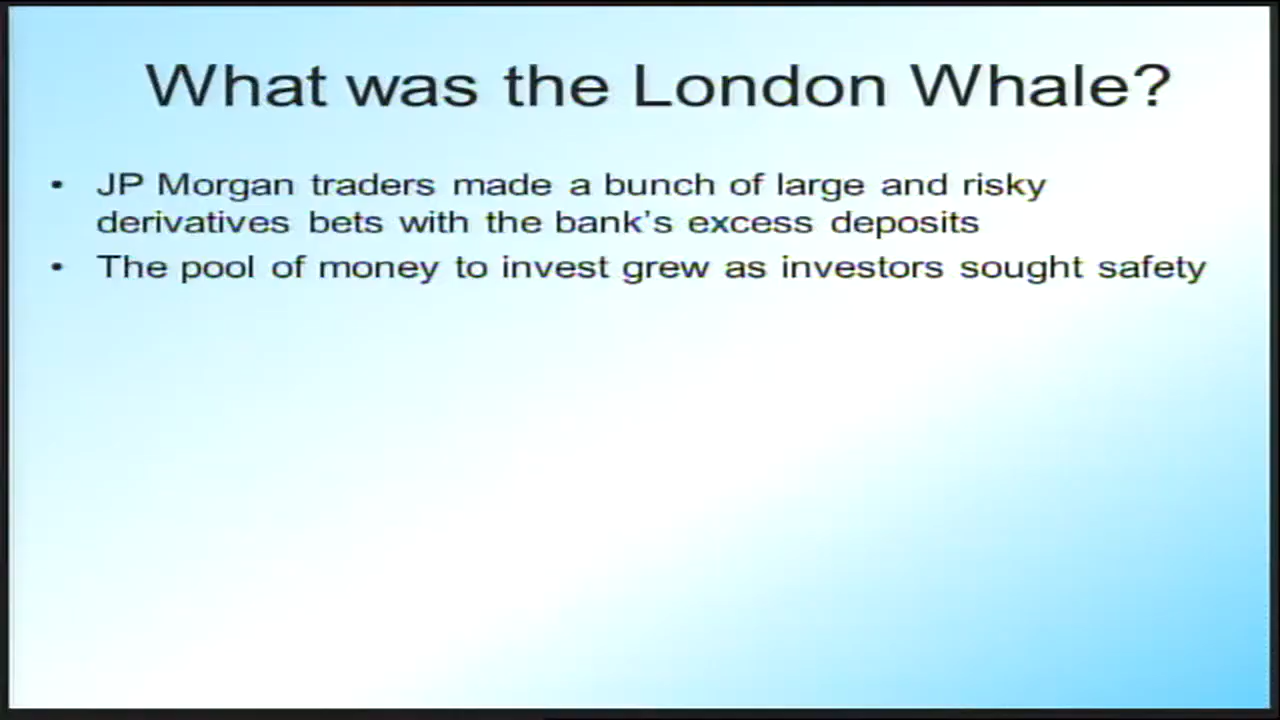 What was the London Whale?
• JP Morgan traders made a bunch of large and risky
derivatives bets with the bank’s excess deposits
• The pool of money to invest grew as investors sought safety